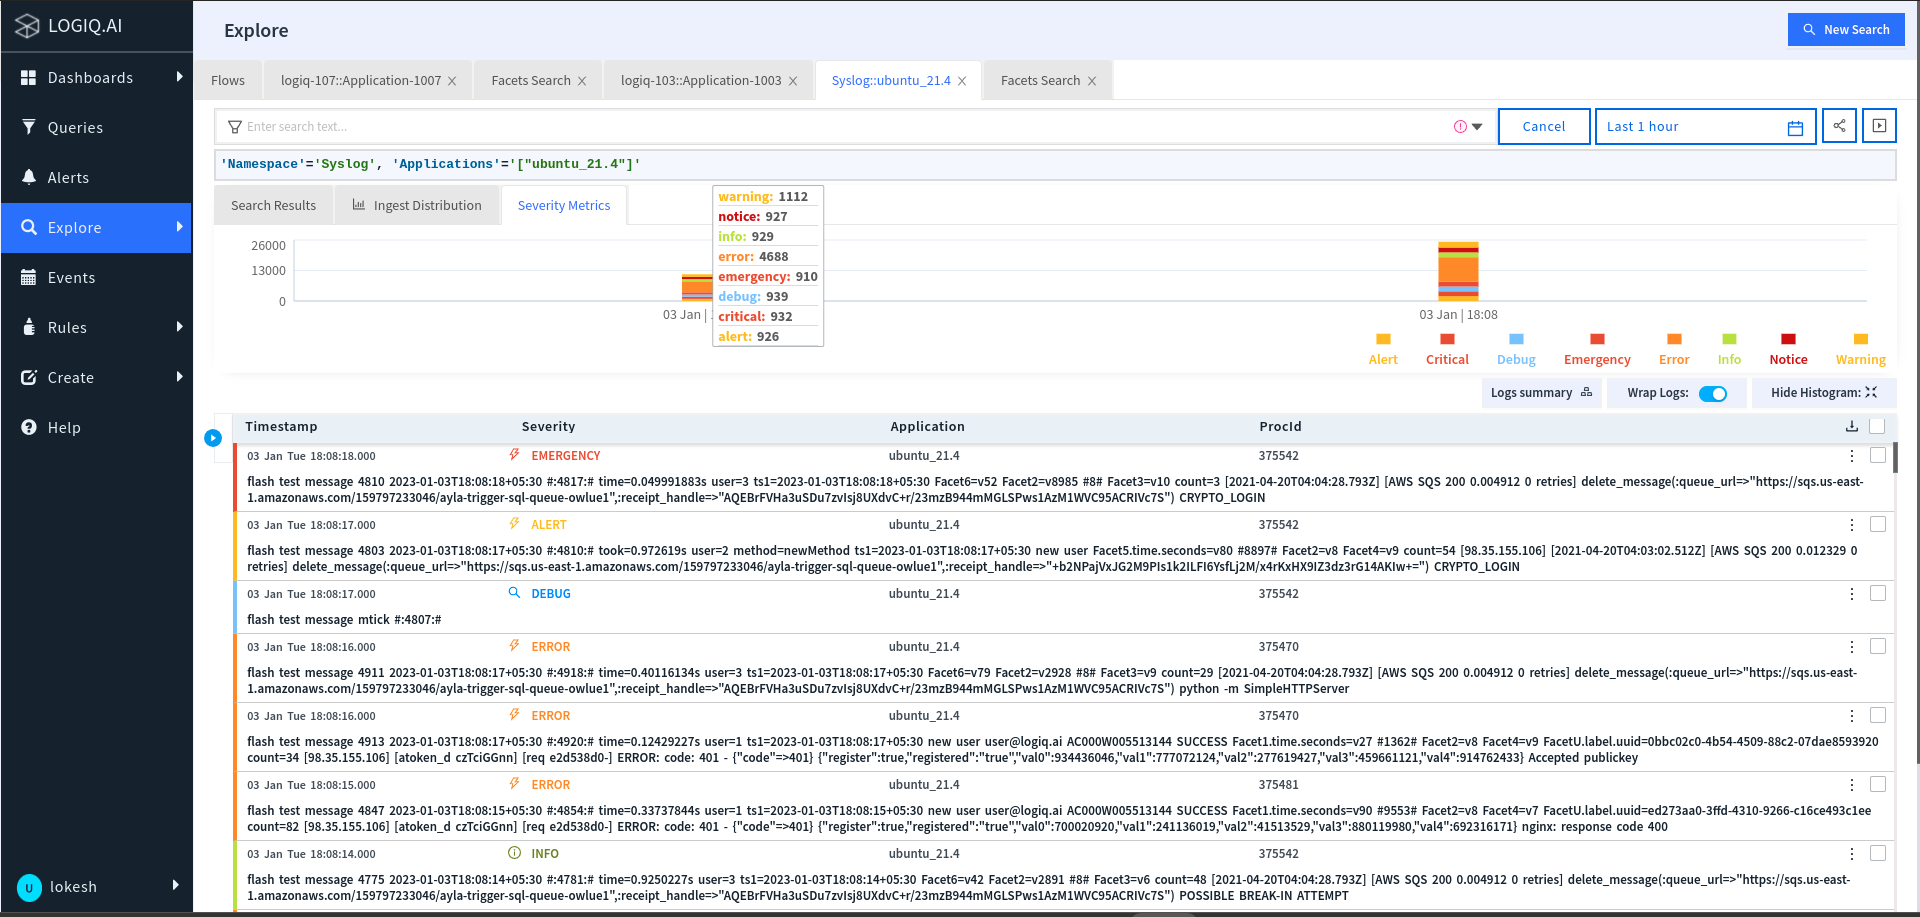 LOGIQ.AI
Dashboards
Queries
Alerts
Explore
Events
Rules
Create
Help
U lokesh
Explore
New Search
Flows logiq-107::Application-1007 Facets Search logiq-103::Application-1003 Syslog::ubuntu_21.4 Facets Search
Enter search text... Cancel Last 1 hour
'Namespace'='Syslog', 'Applications'='["ubuntu_21.4"]'
Search Results Ingest Distribution Severity Metrics
warning: 1112
notice: 927
info: 929
error: 4688
emergency: 910
debug: 939
critical: 932
alert: 926
26000
13000
0
03 Jan | 03 Jan | 18:08
Alert Critical Debug Emergency Error Info Notice Warning
Logs summary Wrap Logs: Hide Histogram:
Timestamp Severity Application ProcId
03 Jan Tue 18:08:18.000 EMERGENCY ubuntu_21.4 375542
flash test message 4810 2023-01-03T18:08:18+05:30 #:4817:# time=0.049991883s user=3 ts1=2023-01-03T18:08:18+05:30 Facet6=v52 Facet2=v8985 #8# Facet3=v10 count=3 [2021-04-20T04:04:28.793Z] [AWS SQS 200 0.004912 0 retries] delete_message(:queue_url=>"https://sqs.us-east-
1.amazonaws.com/159797233046/ayla-trigger-sql-queue-owlue1",:receipt_handle=>"AQEBrFVHa3uSDu7zvIsj8UXdvC+r/23mzB944mMGLSPws1AzM1WVC95ACRIVc7S") CRYPTO_LOGIN
03 Jan Tue 18:08:17.000 ALERT ubuntu_21.4 375542
flash test message 4803 2023-01-03T18:08:17+05:30 #:4810:# took=0.972619s user=2 method=newMethod ts1=2023-01-03T18:08:17+05:30 new user Facet5.time.seconds=v80 #8897# Facet2=v8 Facet4=v9 count=54 [98.35.155.106] [2021-04-20T04:03:02.512Z] [AWS SQS 200 0.012329 0
retries] delete_message(:queue_url=>"https://sqs.us-east-1.amazonaws.com/159797233046/ayla-trigger-sql-queue-owlue1",:receipt_handle=>"+b2NPajVxJG2M9PIs1k2ILFI6YsfLj2M/x4rKxHX9IZ3dz3rG14AKIw+=") CRYPTO_LOGIN
03 Jan Tue 18:08:17.000 DEBUG ubuntu_21.4 375542
flash test message mtick #:4807:#
03 Jan Tue 18:08:16.000 ERROR ubuntu_21.4 375470
flash test message 4911 2023-01-03T18:08:17+05:30 #:4918:# time=0.40116134s user=3 ts1=2023-01-03T18:08:17+05:30 Facet6=v79 Facet2=v2928 #8# Facet3=v9 count=29 [2021-04-20T04:04:28.793Z] [AWS SQS 200 0.004912 0 retries] delete_message(:queue_url=>"https://sqs.us-east-
1.amazonaws.com/159797233046/ayla-trigger-sql-queue-owlue1",:receipt_handle=>"AQEBrFVHa3uSDu7zvIsj8UXdvC+r/23mzB944mMGLSPws1AzM1WVC95ACRIVc7S") python -m SimpleHTTPServer
03 Jan Tue 18:08:16.000 ERROR ubuntu_21.4 375470
flash test message 4913 2023-01-03T18:08:17+05:30 #:4920:# time=0.12429227s user=1 ts1=2023-01-03T18:08:17+05:30 new user user@logiq.ai AC000W005513144 SUCCESS Facet1.time.seconds=v27 #1362# Facet2=v8 Facet4=v9 FacetU.label.uuid=0bbc02c0-4b54-4509-88c2-07dae8593920
count=34 [98.35.155.106] [atoken_d czTciGGnn] [req e2d538d0-] ERROR: code: 401 - {"code"=>401} {"register":true,"registered":"true","val0":934436046,"val1":777072124,"val2":277619427,"val3":459661121,"val4":914762433} Accepted publickey
03 Jan Tue 18:08:15.000 ERROR ubuntu_21.4 375481
flash test message 4847 2023-01-03T18:08:15+05:30 #:4854:# time=0.33737844s user=1 ts1=2023-01-03T18:08:15+05:30 new user user@logiq.ai AC000W005513144 SUCCESS Facet1.time.seconds=v90 #9553# Facet2=v8 Facet4=v7 FacetU.label.uuid=ed273aa0-3ffd-4310-9266-c16ce493c1ee
count=82 [98.35.155.106] [atoken_d czTciGGnn] [req e2d538d0-] ERROR: code: 401 - {"code"=>401} {"register":true,"registered":"true","val0":700020920,"val1":241136019,"val2":41513529,"val3":880119980,"val4":692316171} nginx: response code 400
03 Jan Tue 18:08:14.000 INFO ubuntu_21.4 375542
flash test message 4775 2023-01-03T18:08:14+05:30 #:4781:# time=0.9250227s user=3 ts1=2023-01-03T18:08:14+05:30 Facet6=v42 Facet2=v2891 #8# Facet3=v6 count=48 [2021-04-20T04:04:28.793Z] [AWS SQS 200 0.004912 0 retries] delete_message(:queue_url=>"https://sqs.us-east-
1.amazonaws.com/159797233046/ayla-trigger-sql-queue-owlue1",:receipt_handle=>"AQEBrFVHa3uSDu7zvIsj8UXdvC+r/23mzB944mMGLSPws1AzM1WVC95ACRIVc7S") POSSIBLE BREAK-IN ATTEMPT